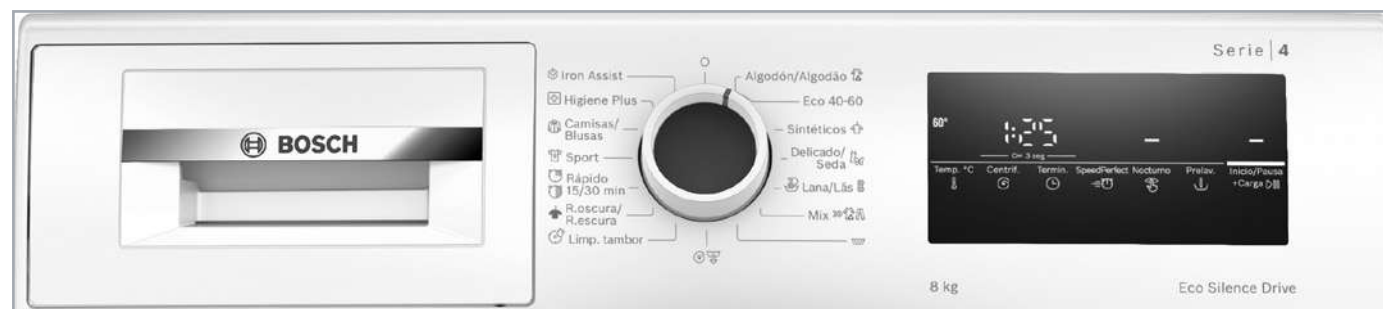 BOSCH
Iron Assist
Higiene Plus
Camisas/
Blusas
Sport
Rápido
15/30 min
R.oscura/
R.escura
Limp. tambor
Algodón/Algodão
Eco 40-60
Sintéticos
Delicado/
Seda
Lana/Lãs
Mix
Serie | 4
60°
1:25
3 seg
Temp. °C Centrif. Termin. SpeedPerfect Nocturno Prelav. Inicio/Pausa
+Carga
8 kg
Eco Silence Drive